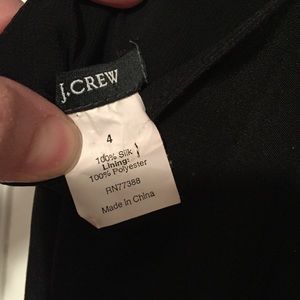 J.CREW
4
100% Silk
Lining:
100% Polyester
RN77388
Made in China